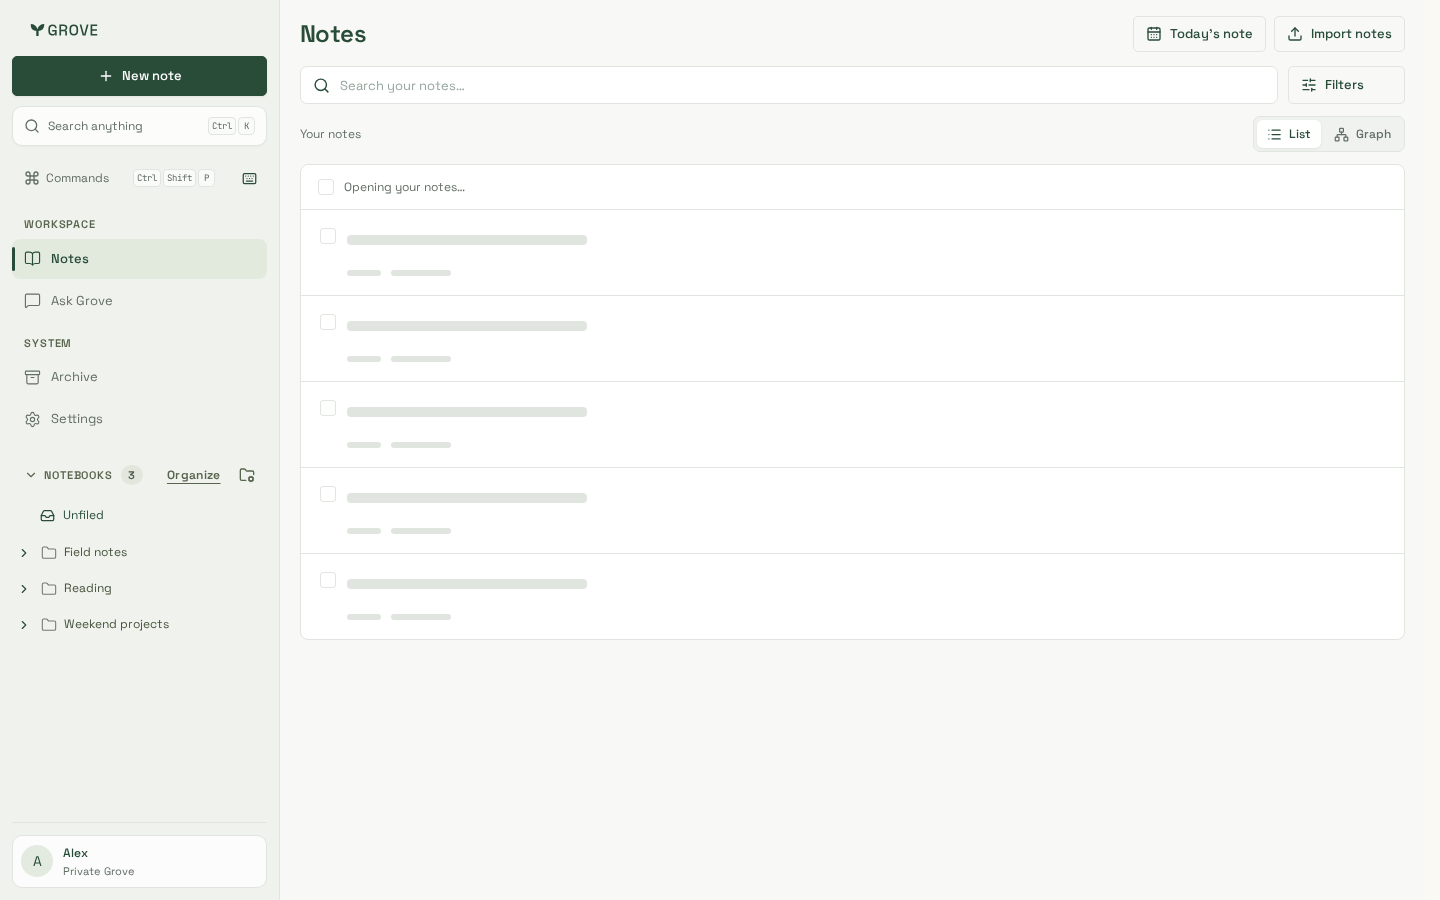 GROVE
New note
Search anything Ctrl K
Commands Ctrl Shift P
WORKSPACE
Notes
Ask Grove
SYSTEM
Archive
Settings
NOTEBOOKS 3 Organize
Unfiled
Field notes
Reading
Weekend projects
A
Alex
Private Grove
Notes
Today's note
Import notes
Search your notes...
Filters
Your notes
List
Graph
Opening your notes...